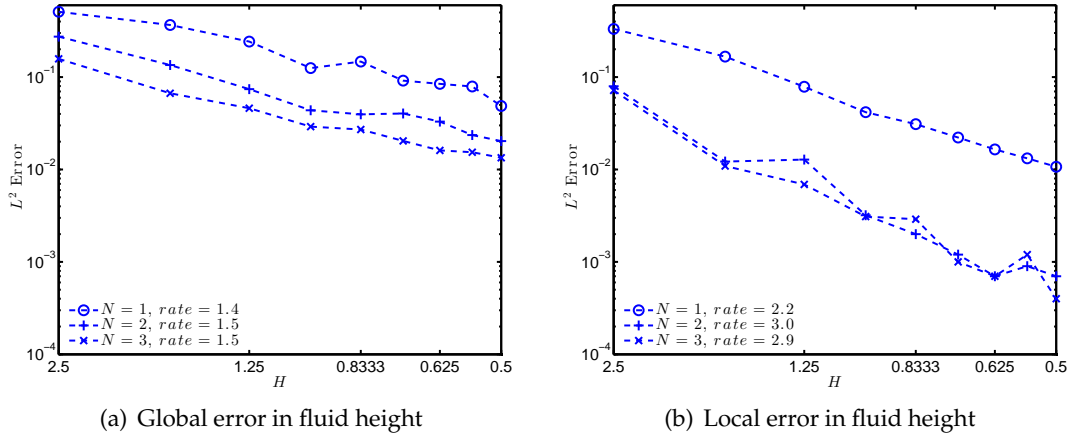 10^{-1}
10^{-2}
10^{-3}
10^{-4}
L^2 Error
N = 1, rate = 1.4
N = 2, rate = 1.5
N = 3, rate = 1.5
2.5 1.25 0.8333 0.625 0.5
H
(a) Global error in fluid height
10^{-1}
10^{-2}
10^{-3}
10^{-4}
L^2 Error
N = 1, rate = 2.2
N = 2, rate = 3.0
N = 3, rate = 2.9
2.5 1.25 0.8333 0.625 0.5
H
(b) Local error in fluid height